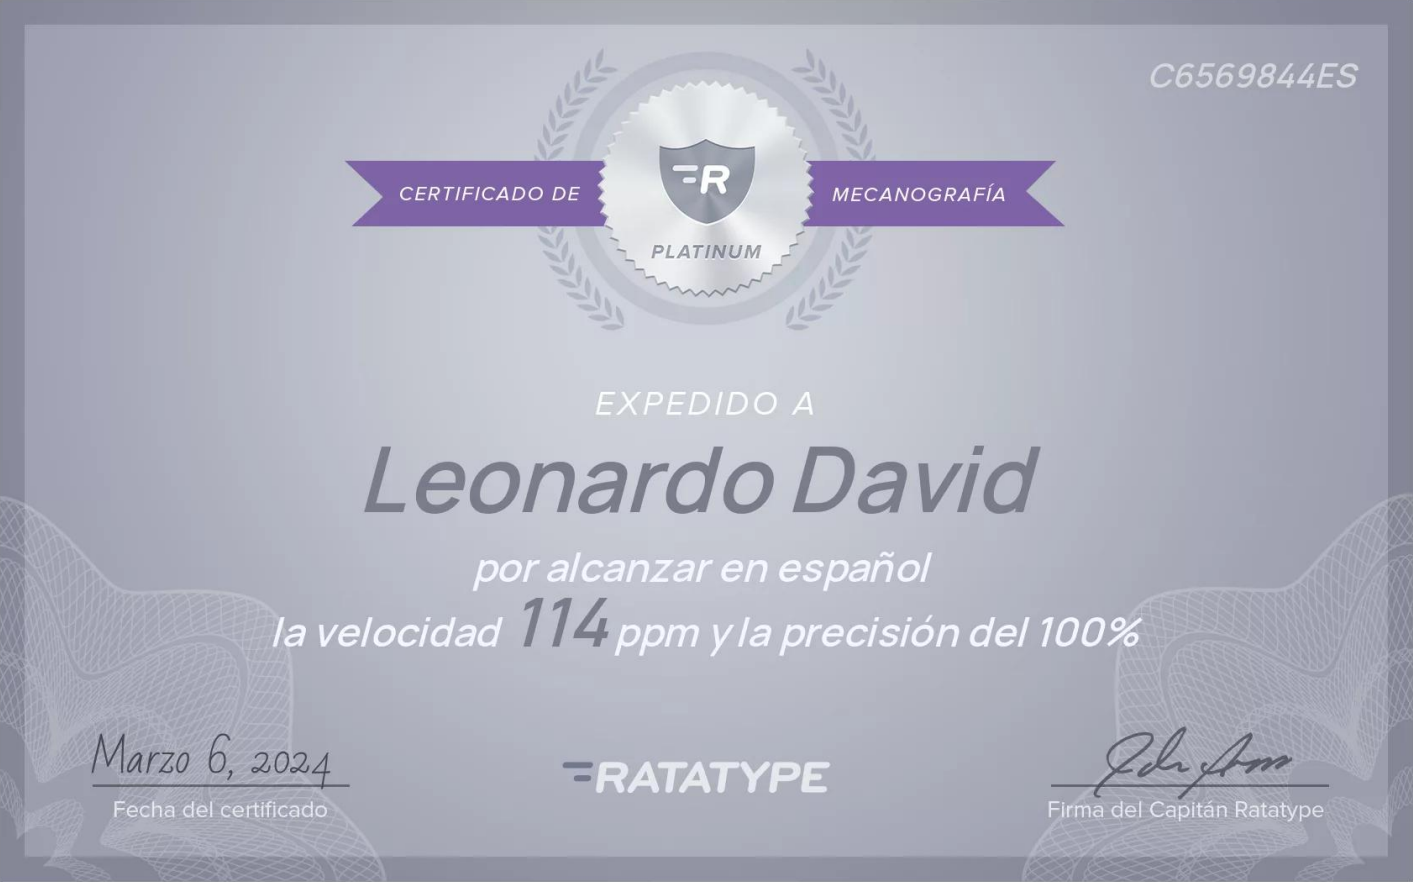 C6569844ES
CERTIFICADO DE
R
MECANOGRAFÍA
PLATINUM
EXPEDIDO A
Leonardo David
por alcanzar en español
la velocidad 114 ppm y la precisión del 100%
Marzo 6, 2024
RATATYPE
Fecha del certificado
Firma del Capitán Ratatype